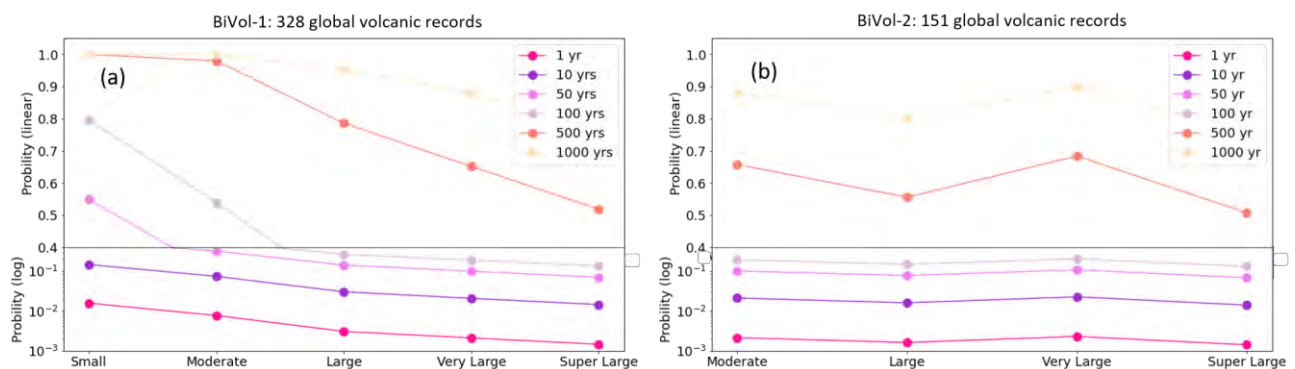 BiVol-1: 328 global volcanic records
(a)
1 yr
10 yrs
50 yrs
100 yrs
500 yrs
1000 yrs
Probility (linear)
1.0
0.9
0.8
0.7
0.6
0.5
0.4
Probility (log)
10⁻¹
10⁻²
10⁻³
Small Moderate Large Very Large Super Large
BiVol-2: 151 global volcanic records
(b)
1 yr
10 yr
50 yr
100 yr
500 yr
1000 yr
Probility (linear)
1.0
0.9
0.8
0.7
0.6
0.5
0.4
Probility (log)
10⁻¹
10⁻²
10⁻³
Moderate Large Very Large Super Large